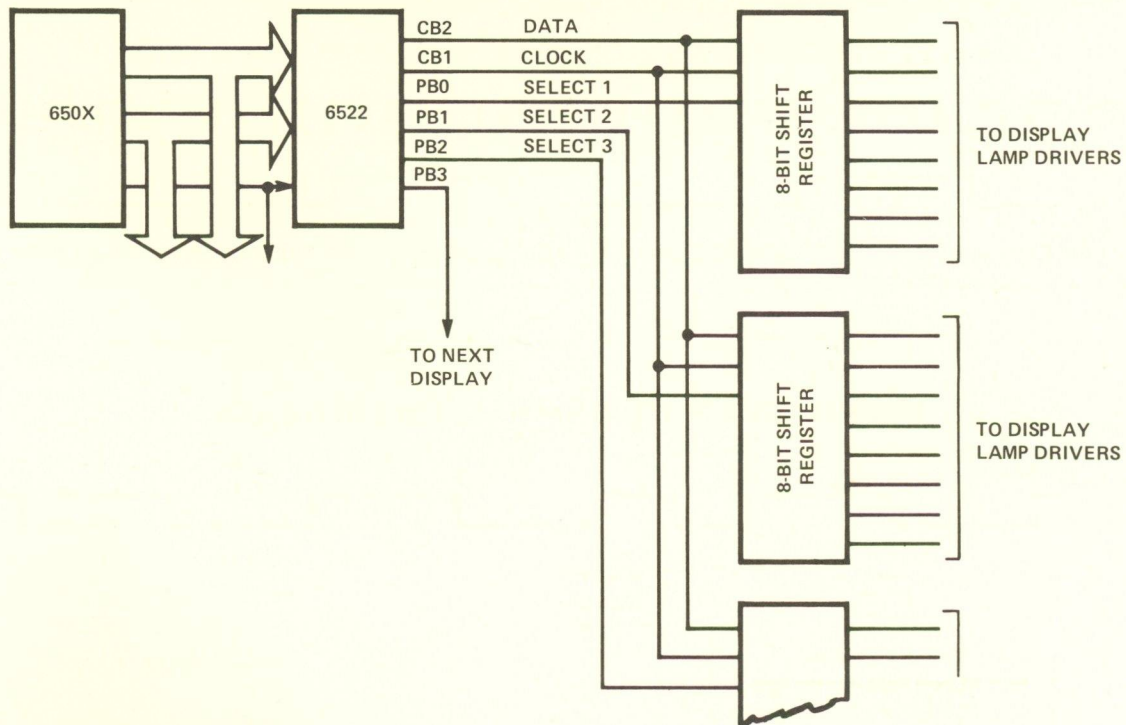 650X
6522
CB2 DATA
CB1 CLOCK
PB0 SELECT 1
PB1 SELECT 2
PB2 SELECT 3
PB3
TO NEXT
DISPLAY
8-BIT SHIFT
REGISTER
TO DISPLAY
LAMP DRIVERS
8-BIT SHIFT
REGISTER
TO DISPLAY
LAMP DRIVERS